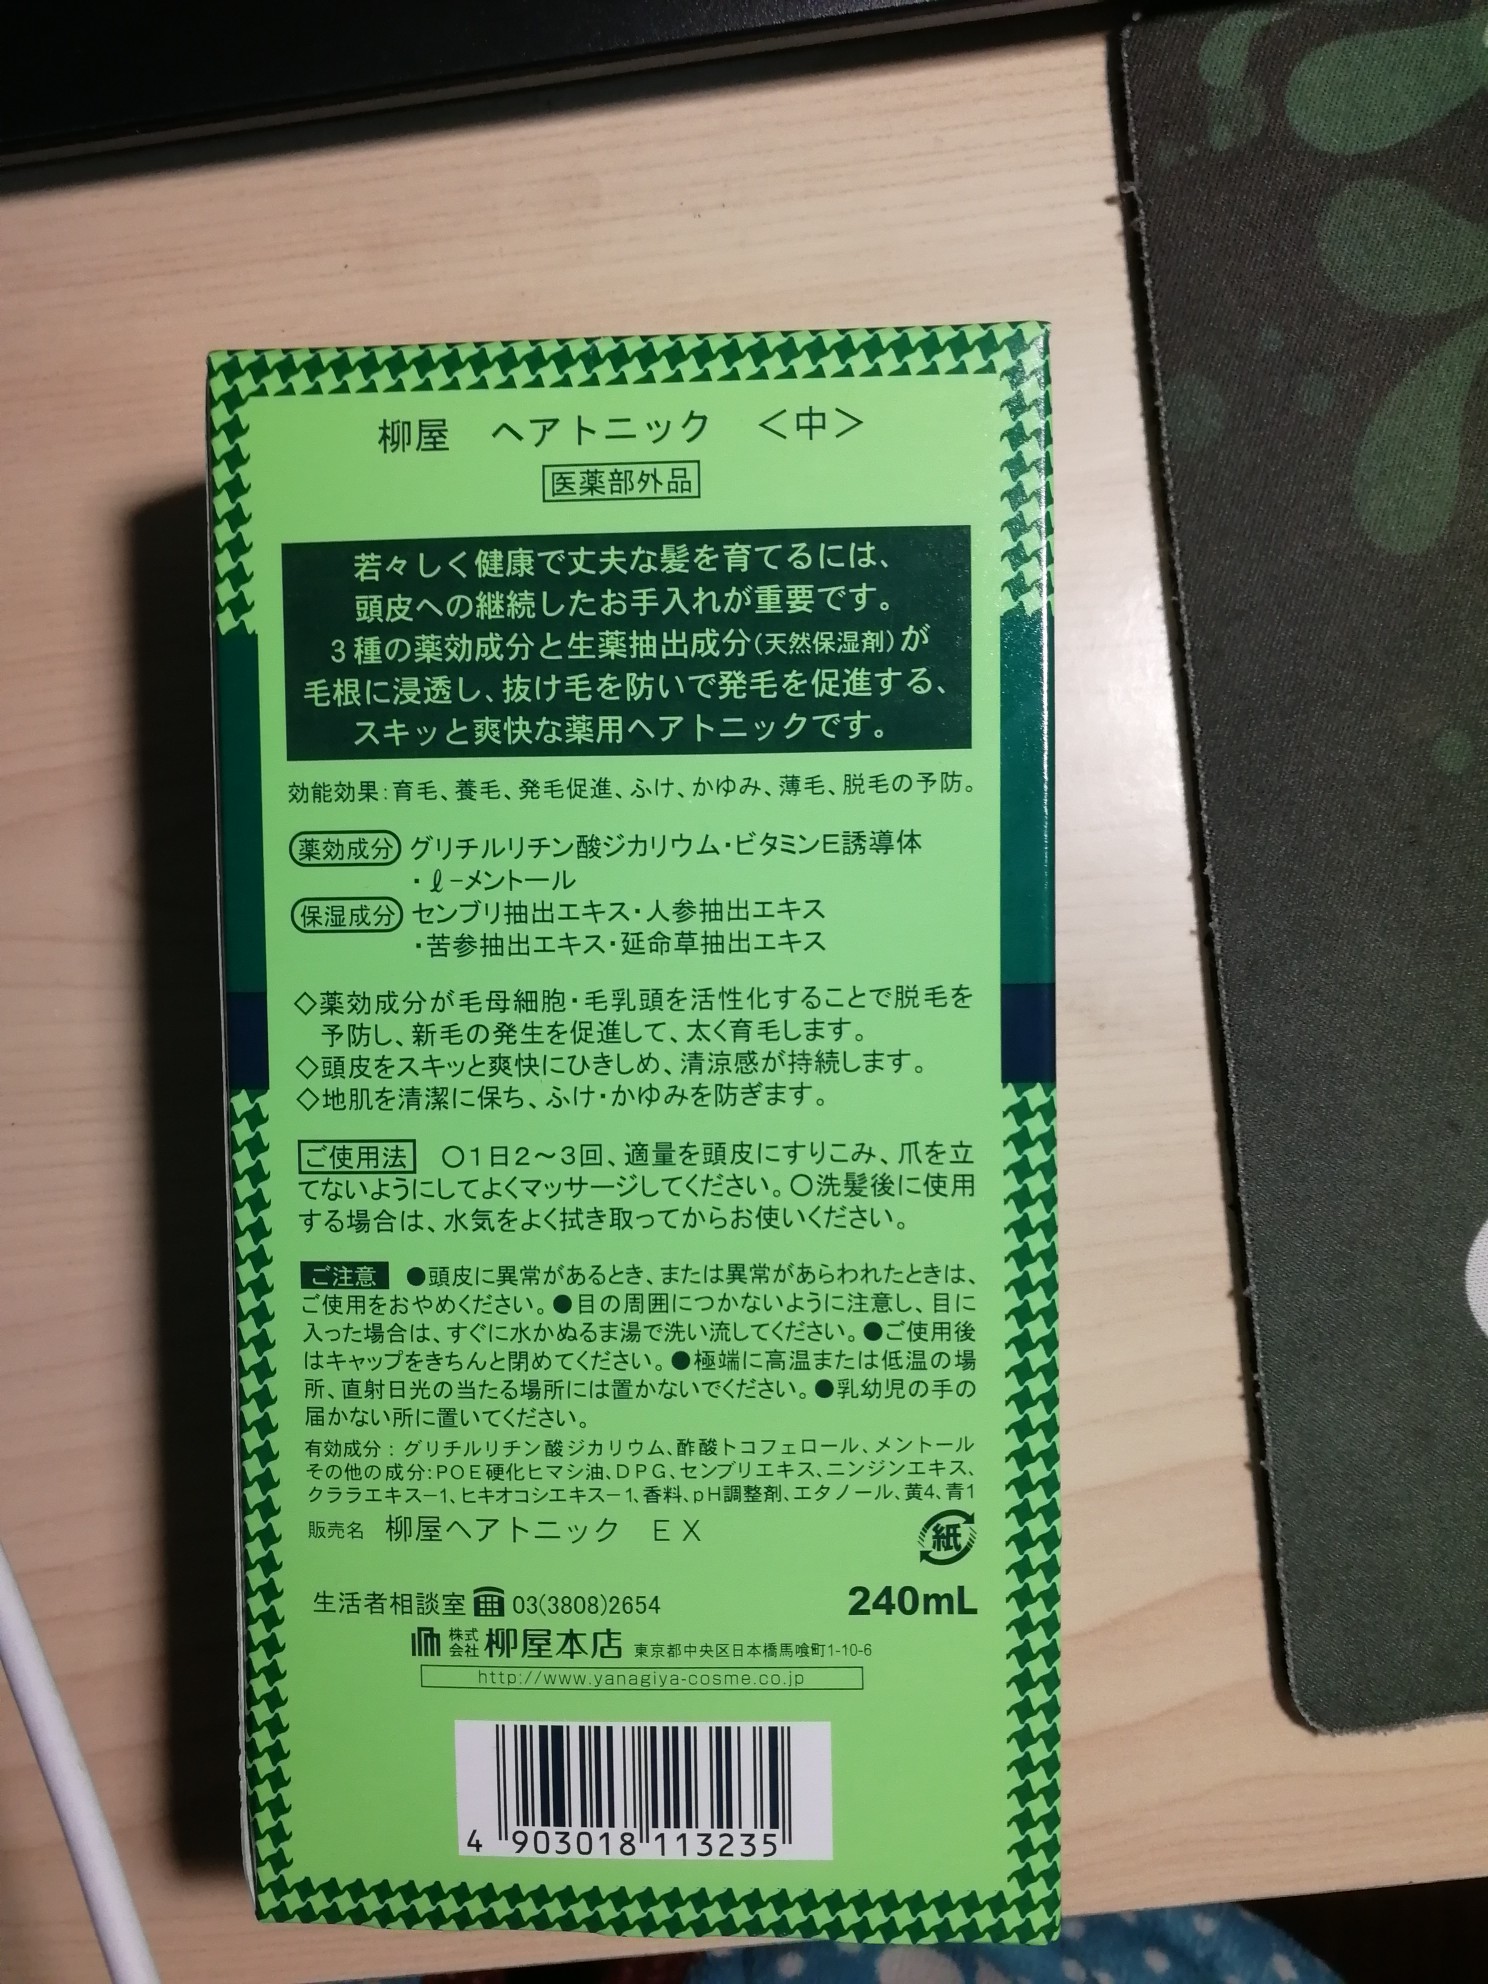 柳屋　ヘアトニック　＜中＞
医薬部外品
若々しく健康で丈夫な髪を育てるには、
頭皮への継続したお手入れが重要です。
3種の薬効成分と生薬抽出成分(天然保湿剤)が
毛根に浸透し、抜け毛を防いで発毛を促進する、
スキッと爽快な薬用ヘアトニックです。
効能効果:育毛、養毛、発毛促進、ふけ、かゆみ、薄毛、脱毛の予防。
薬効成分 グリチルリチン酸ジカリウム・ビタミンE誘導体
・ℓ-メントール
保湿成分 センブリ抽出エキス・人参抽出エキス
・苦参抽出エキス・延命草抽出エキス
◇薬効成分が毛母細胞・毛乳頭を活性化することで脱毛を
予防し、新毛の発生を促進して、太く育毛します。
◇頭皮をスキッと爽快にひきしめ、清涼感が持続します。
◇地肌を清潔に保ち、ふけ・かゆみを防ぎます。
ご使用法　○1日2〜3回、適量を頭皮にすりこみ、爪を立
てないようにしてよくマッサージしてください。○洗髪後に使用
する場合は、水気をよく拭き取ってからお使いください。
ご注意 ●頭皮に異常があるとき、または異常があらわれたときは、
ご使用をおやめください。●目の周囲につかないように注意し、目に
入った場合は、すぐに水かぬるま湯で洗い流してください。●ご使用後
はキャップをきちんと閉めてください。●極端に高温または低温の場
所、直射日光の当たる場所には置かないでください。●乳幼児の手の
届かない所に置いてください。
有効成分：グリチルリチン酸ジカリウム、酢酸トコフェロール、メントール
その他の成分:POE硬化ヒマシ油、DPG、センブリエキス、ニンジンエキス、
クララエキス−1、ヒキオコシエキス−1、香料、pH調整剤、エタノール、黄4、青1
販売名　柳屋ヘアトニック　EX
紙
生活者相談室 03(3808)2654
240mL
株式会社 柳屋本店 東京都中央区日本橋馬喰町1-10-6
http://www.yanagiya-cosme.co.jp
4 903018 113235